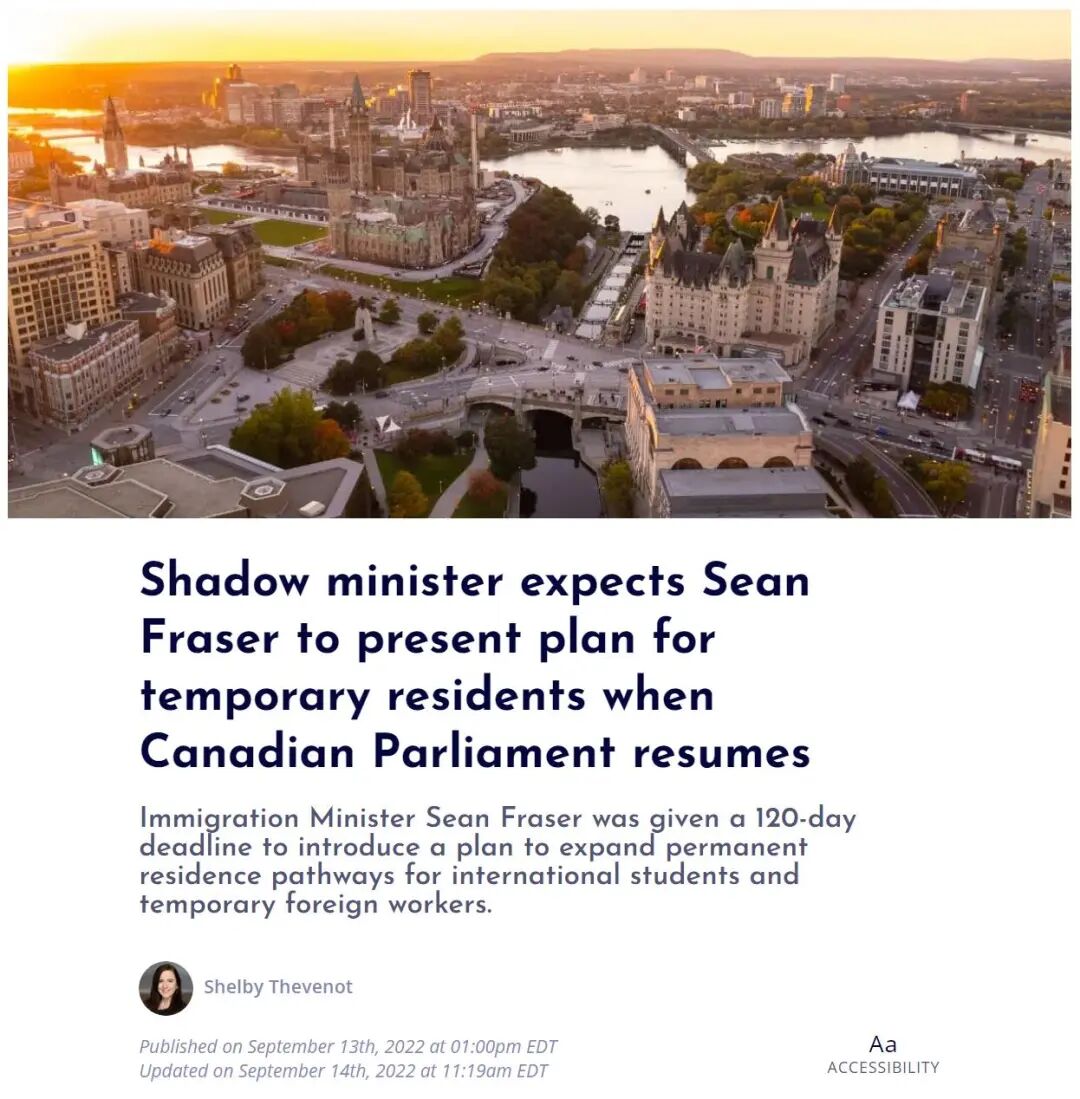 Shadow minister expects Sean
Fraser to present plan for
temporary residents when
Canadian Parliament resumes
Immigration Minister Sean Fraser was given a 120-day
deadline to introduce a plan to expand permanent
residence pathways for international students and
temporary foreign workers.
Shelby Thevenot
Published on September 13th, 2022 at 01:00pm EDT
Updated on September 14th, 2022 at 11:19am EDT
Aa
ACCESSIBILITY